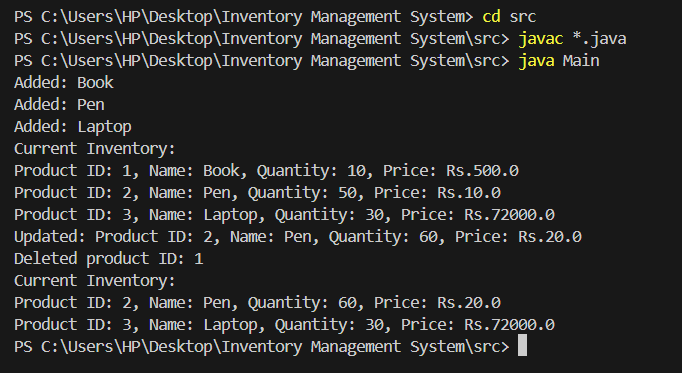 PS C:\Users\HP\Desktop\Inventory Management System> cd src
PS C:\Users\HP\Desktop\Inventory Management System\src> javac *.java
PS C:\Users\HP\Desktop\Inventory Management System\src> java Main
Added: Book
Added: Pen
Added: Laptop
Current Inventory:
Product ID: 1, Name: Book, Quantity: 10, Price: Rs.500.0
Product ID: 2, Name: Pen, Quantity: 50, Price: Rs.10.0
Product ID: 3, Name: Laptop, Quantity: 30, Price: Rs.72000.0
Updated: Product ID: 2, Name: Pen, Quantity: 60, Price: Rs.20.0
Deleted product ID: 1
Current Inventory:
Product ID: 2, Name: Pen, Quantity: 60, Price: Rs.20.0
Product ID: 3, Name: Laptop, Quantity: 30, Price: Rs.72000.0
PS C:\Users\HP\Desktop\Inventory Management System\src>